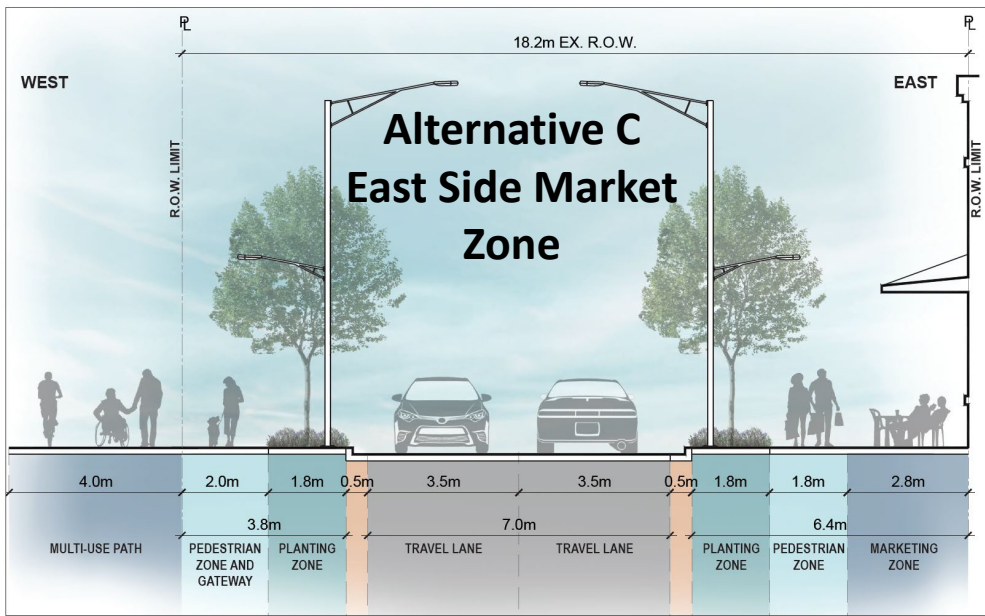 PL
PL
18.2m EX. R.O.W.
WEST
EAST
Alternative C
East Side Market
Zone
R.O.W. LIMIT
R.O.W. LIMIT
4.0m
2.0m
1.8m
0.5m
3.5m
3.5m
0.5m
1.8m
1.8m
2.8m
3.8m
7.0m
6.4m
MULTI-USE PATH
PEDESTRIAN
ZONE AND
GATEWAY
PLANTING
ZONE
TRAVEL LANE
TRAVEL LANE
PLANTING
ZONE
PEDESTRIAN
ZONE
MARKETING
ZONE